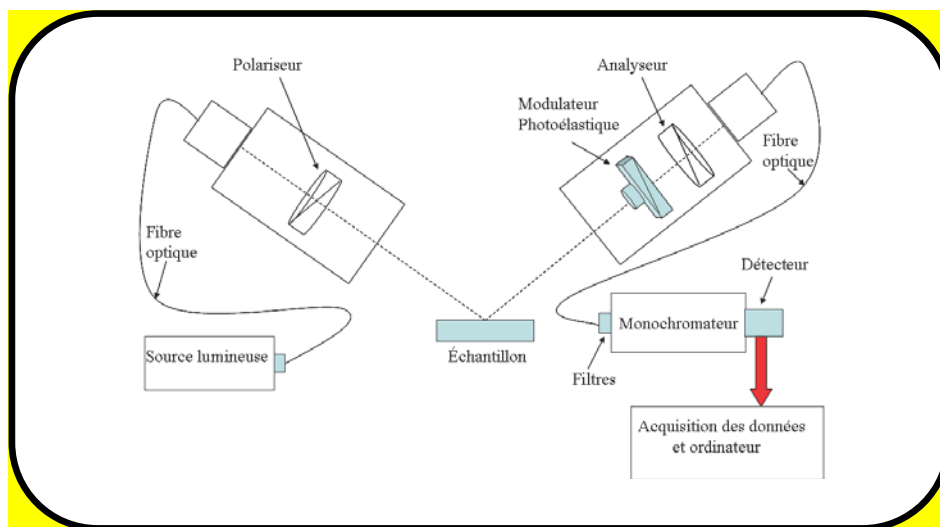 Polariseur
Analyseur
Modulateur
Photoélastique
Fibre
optique
Fibre
optique
Détecteur
Monochromateur
Source lumineuse
Échantillon
Filtres
Acquisition des données
et ordinateur